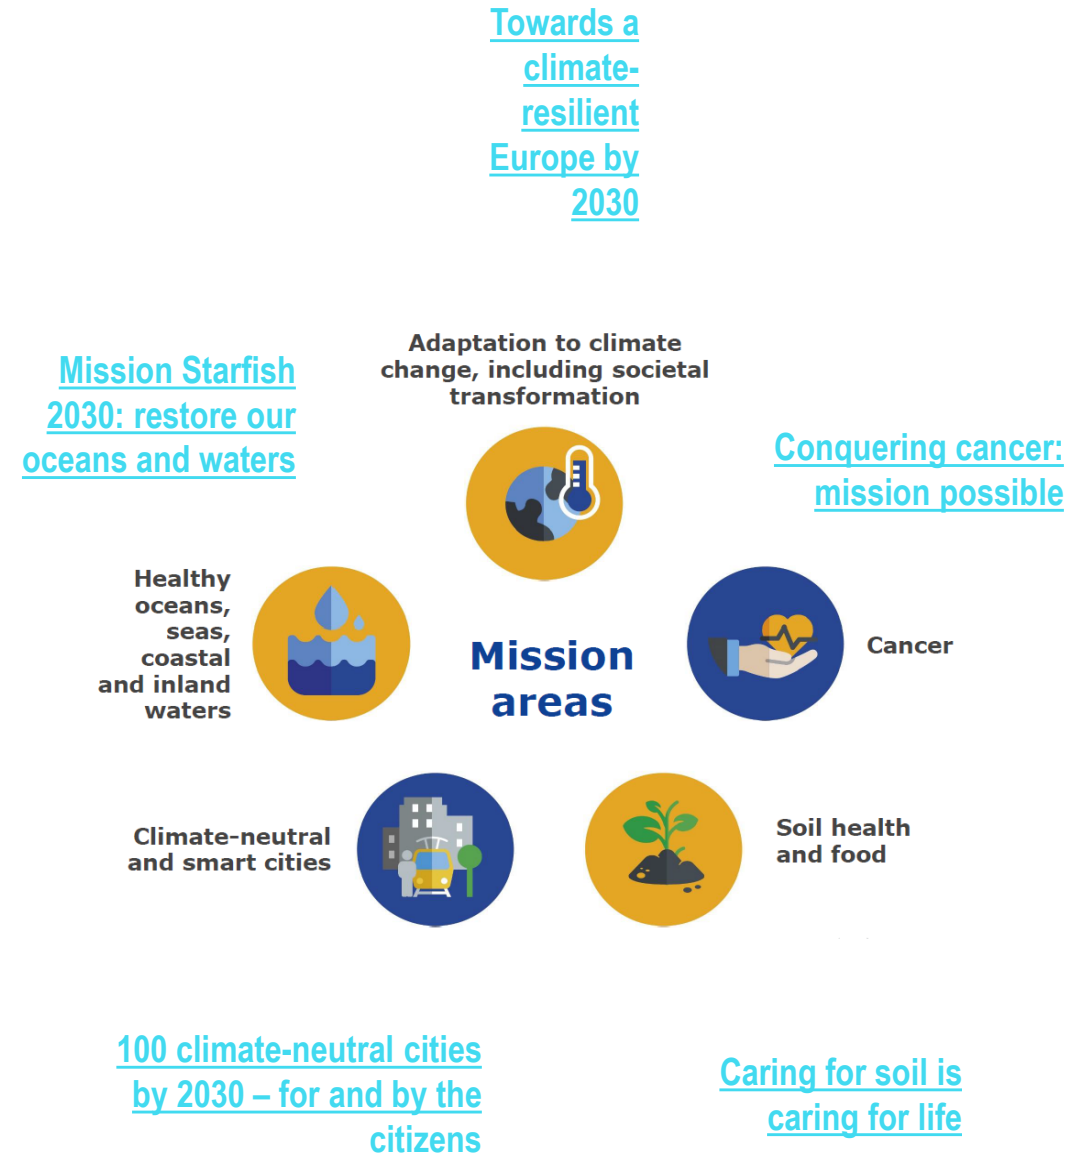 Towards a
climate-
resilient
Europe by
2030
Adaptation to climate
change, including societal
transformation
Mission Starfish
2030: restore our
oceans and waters
Conquering cancer:
mission possible
Healthy
oceans,
seas,
coastal
and inland
waters
Mission
areas
Cancer
Climate-neutral
and smart cities
Soil health
and food
100 climate-neutral cities
by 2030 – for and by the
citizens
Caring for soil is
caring for life